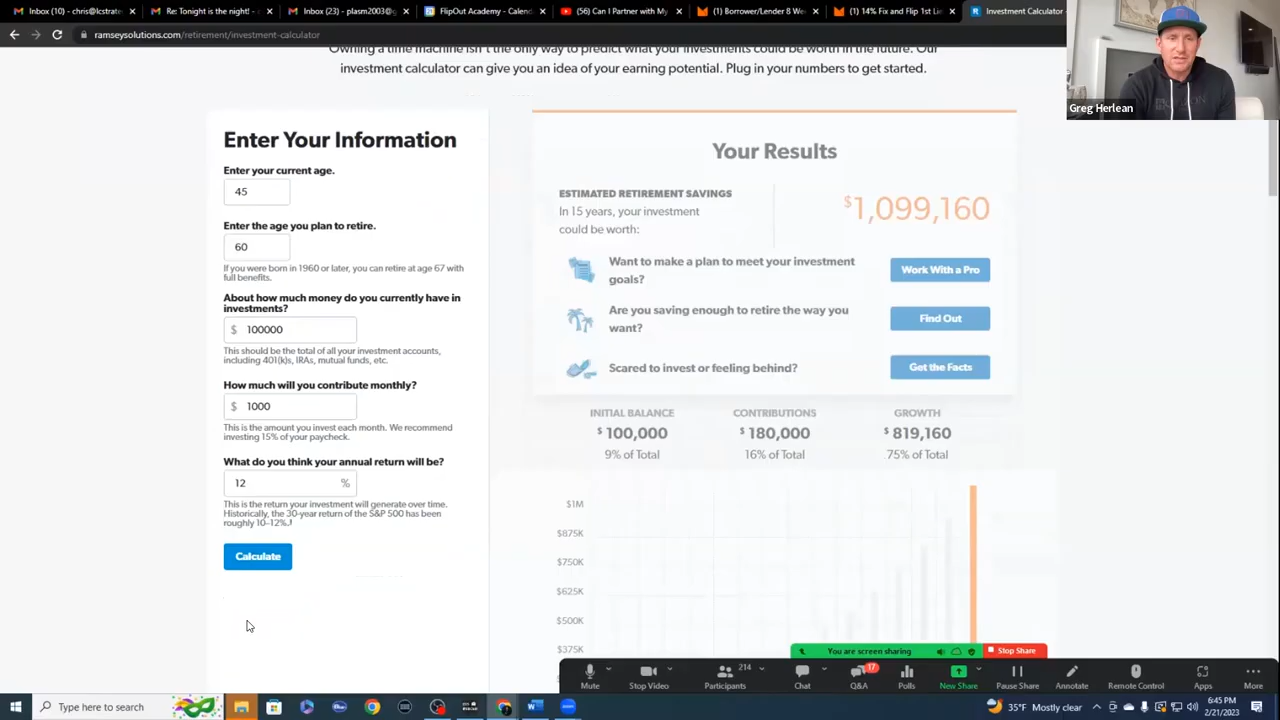 Inbox (10) - chris@lcstrate
Re: Tonight is the night! -
Inbox (23) - plasm2003@g
FlipOut Academy - Calend
(56) Can I Partner with My
(1) Borrower/Lender 8 Wee
(1) 14% Fix and Flip 1st Lie
Investment Calculator -
ramseysolutions.com/retirement/investment-calculator
Owning a time machine isn't the only way to predict what your investments could be worth in the future. Our
investment calculator can give you an idea of your earning potential. Plug in your numbers to get started.
Greg Herlean
Enter Your Information
Enter your current age.
45
Enter the age you plan to retire.
60
If you were born in 1960 or later, you can retire at age 67 with
full benefits.
About how much money do you currently have in
investments?
$ 100000
This should be the total of all your investment accounts,
including 401(k)s, IRAs, mutual funds, etc.
How much will you contribute monthly?
$ 1000
This is the amount you invest each month. We recommend
investing 15% of your paycheck.
What do you think your annual return will be?
12 %
This is the return your investment will generate over time.
Historically, the 30-year return of the S&P 500 has been
roughly 10–12%.¹
Calculate
Your Results
ESTIMATED RETIREMENT SAVINGS
In 15 years, your investment
could be worth:
$1,099,160
Want to make a plan to meet your investment
goals?
Work With a Pro
Are you saving enough to retire the way you
want?
Find Out
Scared to invest or feeling behind?
Get the Facts
INITIAL BALANCE
$100,000
9% of Total
CONTRIBUTIONS
$180,000
16% of Total
GROWTH
$819,160
75% of Total
$1M
$875K
$750K
$625K
$500K
$375K
You are screen sharing
Stop Share
Mute
Stop Video
214
Participants
Chat
17
Q&A
Polls
New Share
Pause Share
Annotate
Remote Control
Apps
More
Type here to search
35°F Mostly clear
6:45 PM
2/21/2023